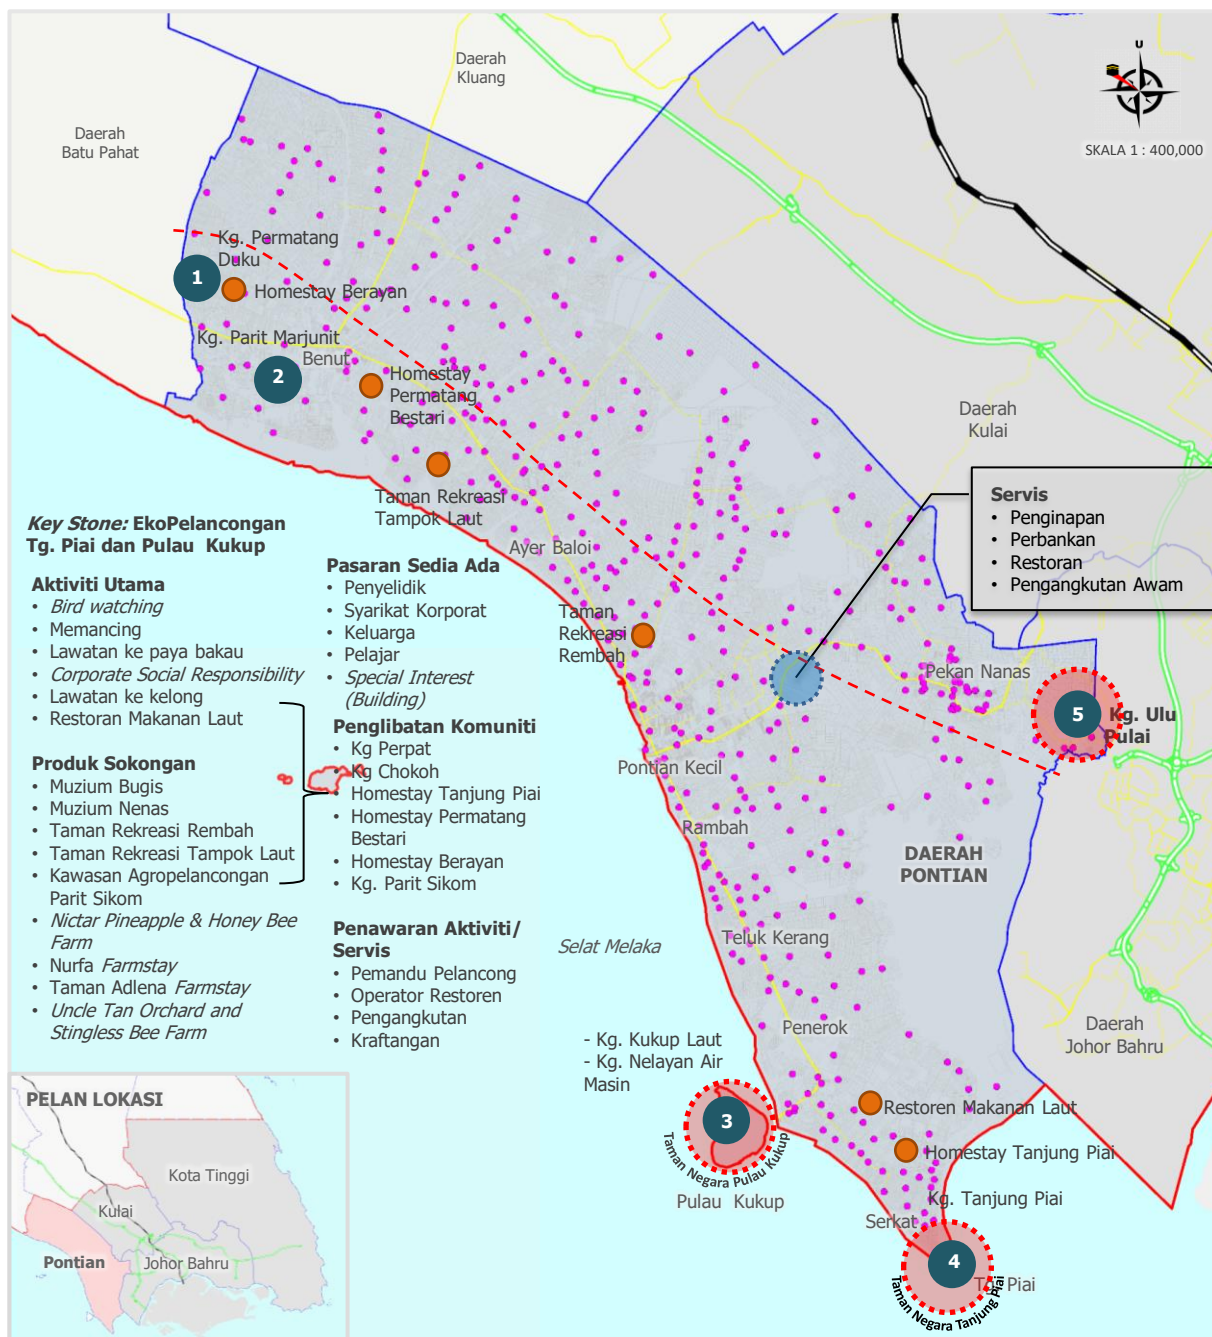 Daerah
Kluang
U
SKALA 1 : 400,000
Daerah
Batu Pahat
Kg. Permatang
Duku
1
Homestay Berayan
Kg. Parit Marjunit
Benut
2
Homestay
Permatang
Bestari
Taman Rekreasi
Tampok Laut
Daerah
Kulai
Servis
• Penginapan
• Perbankan
• Restoran
• Pengangkutan Awam
Key Stone: EkoPelancongan
Tg. Piai dan Pulau Kukup
Aktiviti Utama
• Bird watching
• Memancing
• Lawatan ke paya bakau
• Corporate Social Responsibility
• Lawatan ke kelong
• Restoran Makanan Laut
Produk Sokongan
• Muzium Bugis
• Muzium Nenas
• Taman Rekreasi Rembah
• Taman Rekreasi Tampok Laut
• Kawasan Agropelancongan
Parit Sikom
• Nictar Pineapple & Honey Bee
Farm
• Nurfa Farmstay
• Taman Adlena Farmstay
• Uncle Tan Orchard and
Stingless Bee Farm
Pasaran Sedia Ada
• Penyelidik
• Syarikat Korporat
• Keluarga
• Pelajar
• Special Interest
(Building)
Penglibatan Komuniti
• Kg Perpat
• Kg Chokoh
• Homestay Tanjung Piai
• Homestay Permatang
Bestari
• Homestay Berayan
• Kg. Parit Sikom
Penawaran Aktiviti/
Servis
• Pemandu Pelancong
• Operator Restoren
• Pengangkutan
• Kraftangan
Ayer Baloi
Taman
Rekreasi
Rembah
Pekan Nanas
5
Kg. Ulu
Pulai
Pontian Kecil
Rambah
DAERAH
PONTIAN
Teluk Kerang
Selat Melaka
Penerok
Daerah
Johor Bahru
- Kg. Kukup Laut
- Kg. Nelayan Air
Masin
3
Taman Negara Pulau Kukup
Pulau Kukup
Restoren Makanan Laut
Homestay Tanjung Piai
Kg. Tanjung Piai
Serkat
4
Tg. Piai
Taman Negara Tanjung Piai
PELAN LOKASI
Kota Tinggi
Kulai
Pontian
Johor Bahru